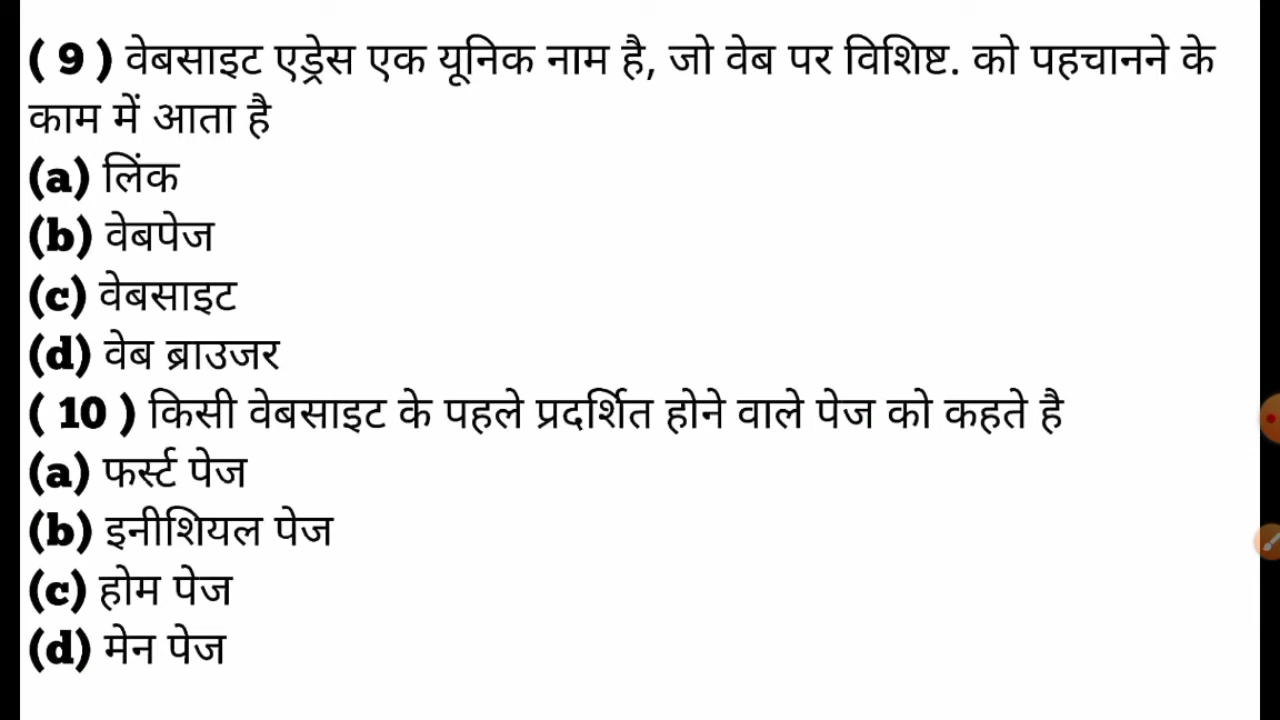 ( 9 ) वेबसाइट एड्रेस एक यूनिक नाम है, जो वेब पर विशिष्ट. को पहचानने के
काम में आता है
(a) लिंक
(b) वेबपेज
(c) वेबसाइट
(d) वेब ब्राउजर
( 10 ) किसी वेबसाइट के पहले प्रदर्शित होने वाले पेज को कहते है
(a) फर्स्ट पेज
(b) इनीशियल पेज
(c) होम पेज
(d) मेन पेज